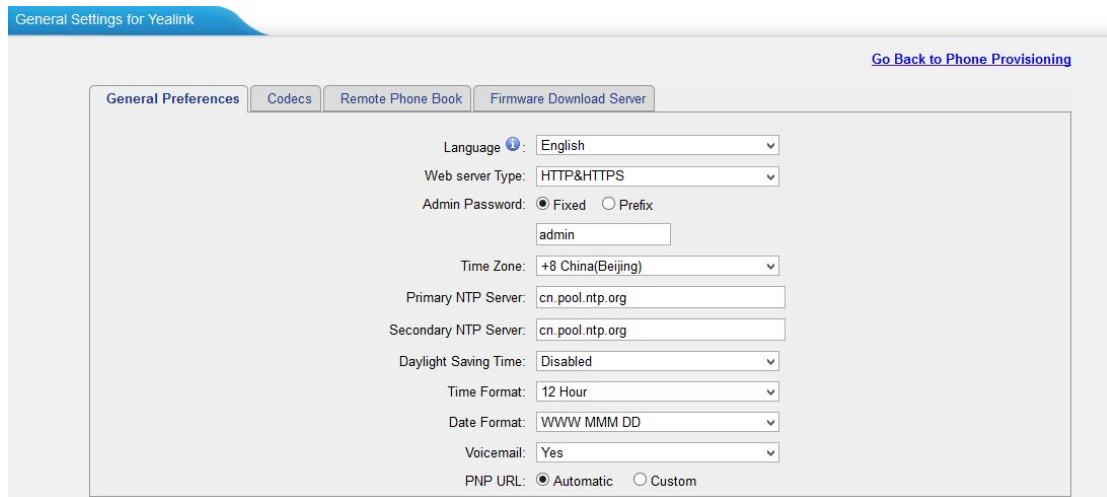 General Settings for Yealink
Go Back to Phone Provisioning
General Preferences Codecs Remote Phone Book Firmware Download Server
Language : English
Web server Type: HTTP&HTTPS
Admin Password: Fixed Prefix
admin
Time Zone: +8 China(Beijing)
Primary NTP Server: cn.pool.ntp.org
Secondary NTP Server: cn.pool.ntp.org
Daylight Saving Time: Disabled
Time Format: 12 Hour
Date Format: WWW MMM DD
Voicemail: Yes
PNP URL: Automatic Custom